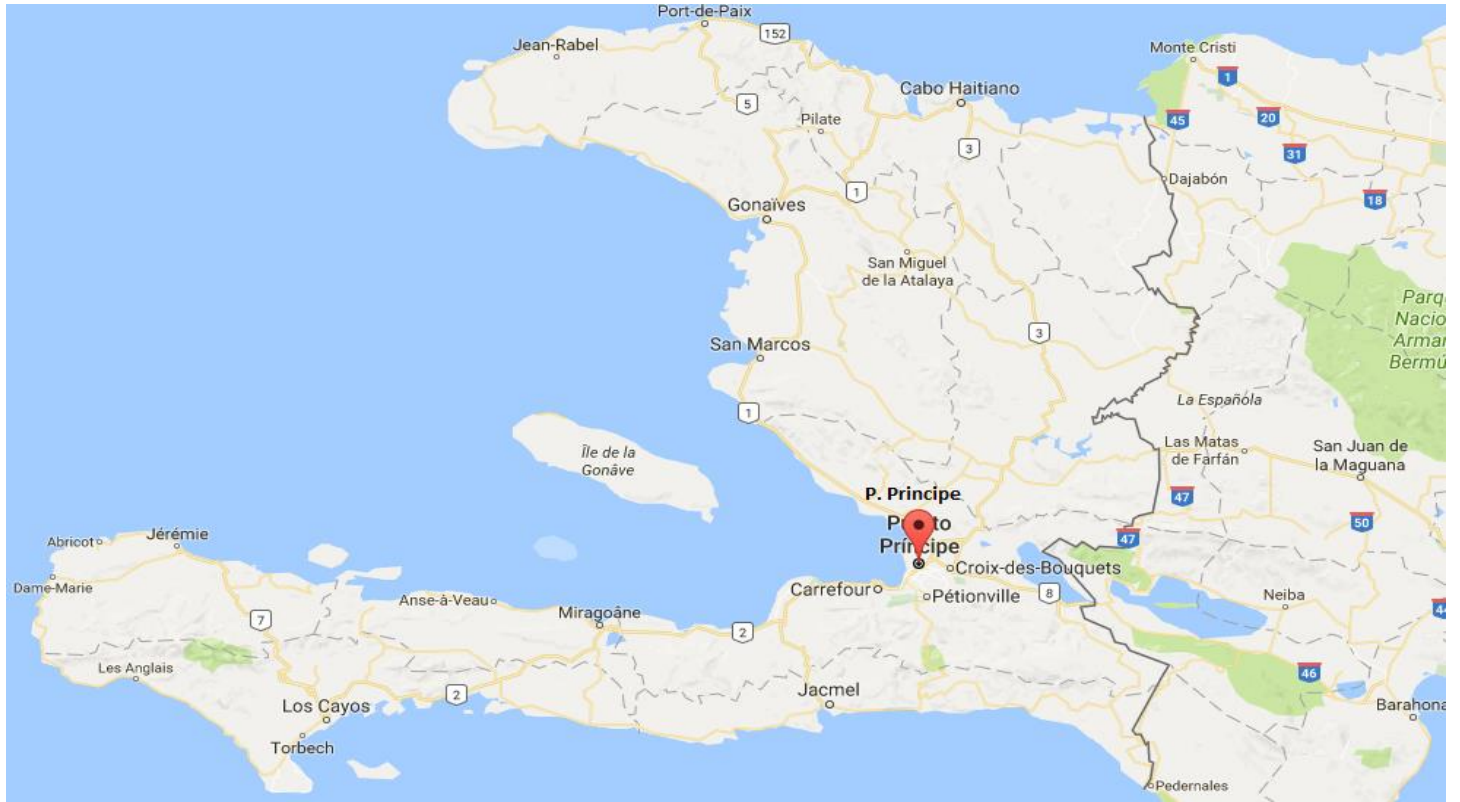 Port-de-Paix
152
Jean-Rabel
Monte Cristi
1
5
Cabo Haitiano
45
20
Pilate
3
31
Dajabón
1
18
Gonaïves
San Miguel
de la Atalaya
Parq
Nacio
Armar
Bermú
3
San Marcos
1
La Española
Île de la
Gonâve
Las Matas
de Farfán
San Juan de
la Maguana
47
P. Principe
50
Príncipe
47
Abricot
Jérémie
Croix-des-Bouquets
Dame-Marie
Carrefour
Pétionville
8
Neiba
44
Anse-à-Veau
Miragoâne
7
2
Les Anglais
46
2
Jacmel
Los Cayos
Barahona
Torbech
Pedernales